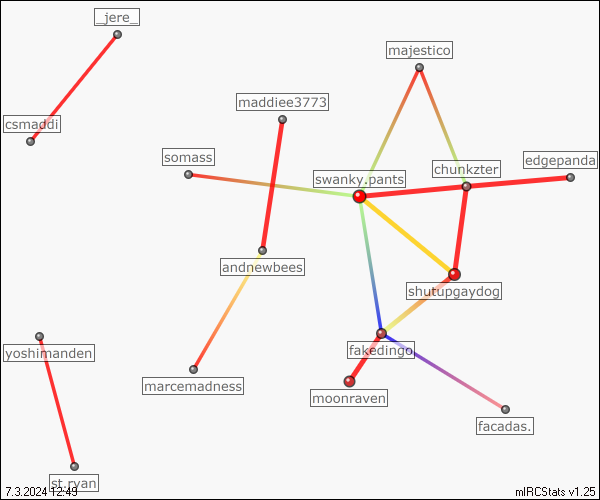 _jere_
majestico
maddiee3773
csmaddi
somass
edgepanda
chunkzter
swanky.pants
andnewbees
shutupgaydog
yoshimanden
fakedingo
marcemadness
moonraven
facadas.
st.ryan
7.3.2024 12:49
mIRCStats v1.25